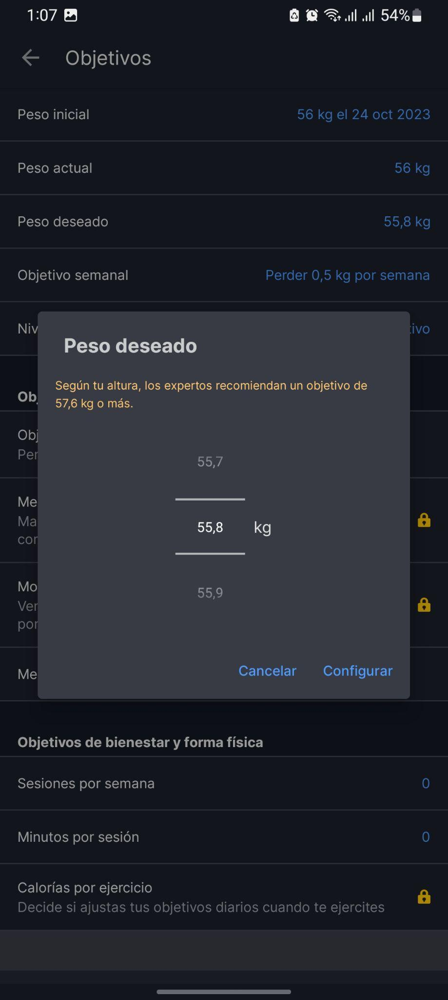 1:07
54%
Objetivos
Peso inicial
56 kg el 24 oct 2023
Peso actual
56 kg
Peso deseado
55,8 kg
Objetivo semanal
Perder 0,5 kg por semana
Niv
tivo
Peso deseado
Según tu altura, los expertos recomiendan un objetivo de
57,6 kg o más.
Ob
Obj
Per
55,7
Me
Ma
con
55,8 kg
Mo
Ver
por
55,9
Me
Cancelar
Configurar
Objetivos de bienestar y forma física
Sesiones por semana
0
Minutos por sesión
0
Calorías por ejercicio
Decide si ajustas tus objetivos diarios cuando te ejercites